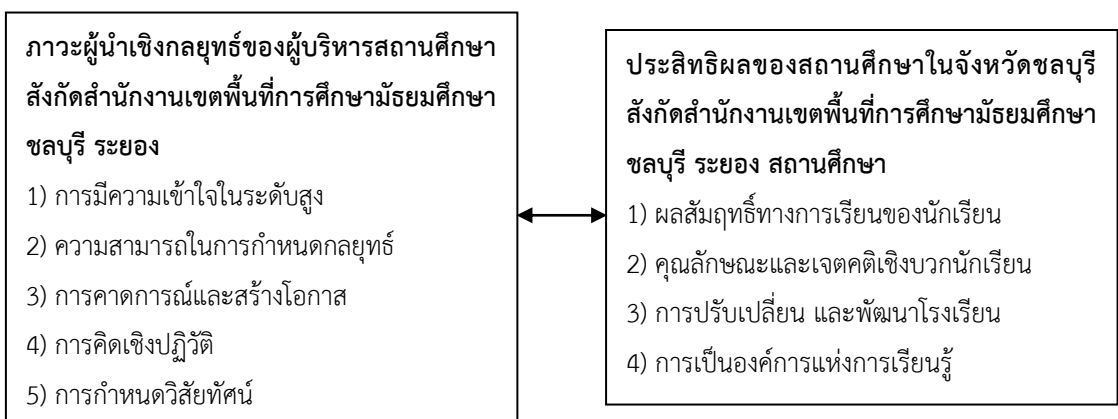 ภาวะผู้นำเชิงกลยุทธ์ของผู้บริหารสถานศึกษา
สังกัดสำนักงานเขตพื้นที่การศึกษามัธยมศึกษา
ชลบุรี ระยอง
1) การมีความเข้าใจในระดับสูง
2) ความสามารถในการกำหนดกลยุทธ์
3) การคาดการณ์และสร้างโอกาส
4) การคิดเชิงปฏิวัติ
5) การกำหนดวิสัยทัศน์
ประสิทธิผลของสถานศึกษาในจังหวัดชลบุรี
สังกัดสำนักงานเขตพื้นที่การศึกษามัธยมศึกษา
ชลบุรี ระยอง สถานศึกษา
1) ผลสัมฤทธิ์ทางการเรียนของนักเรียน
2) คุณลักษณะและเจตคติเชิงบวกนักเรียน
3) การปรับเปลี่ยน และพัฒนาโรงเรียน
4) การเป็นองค์การแห่งการเรียนรู้